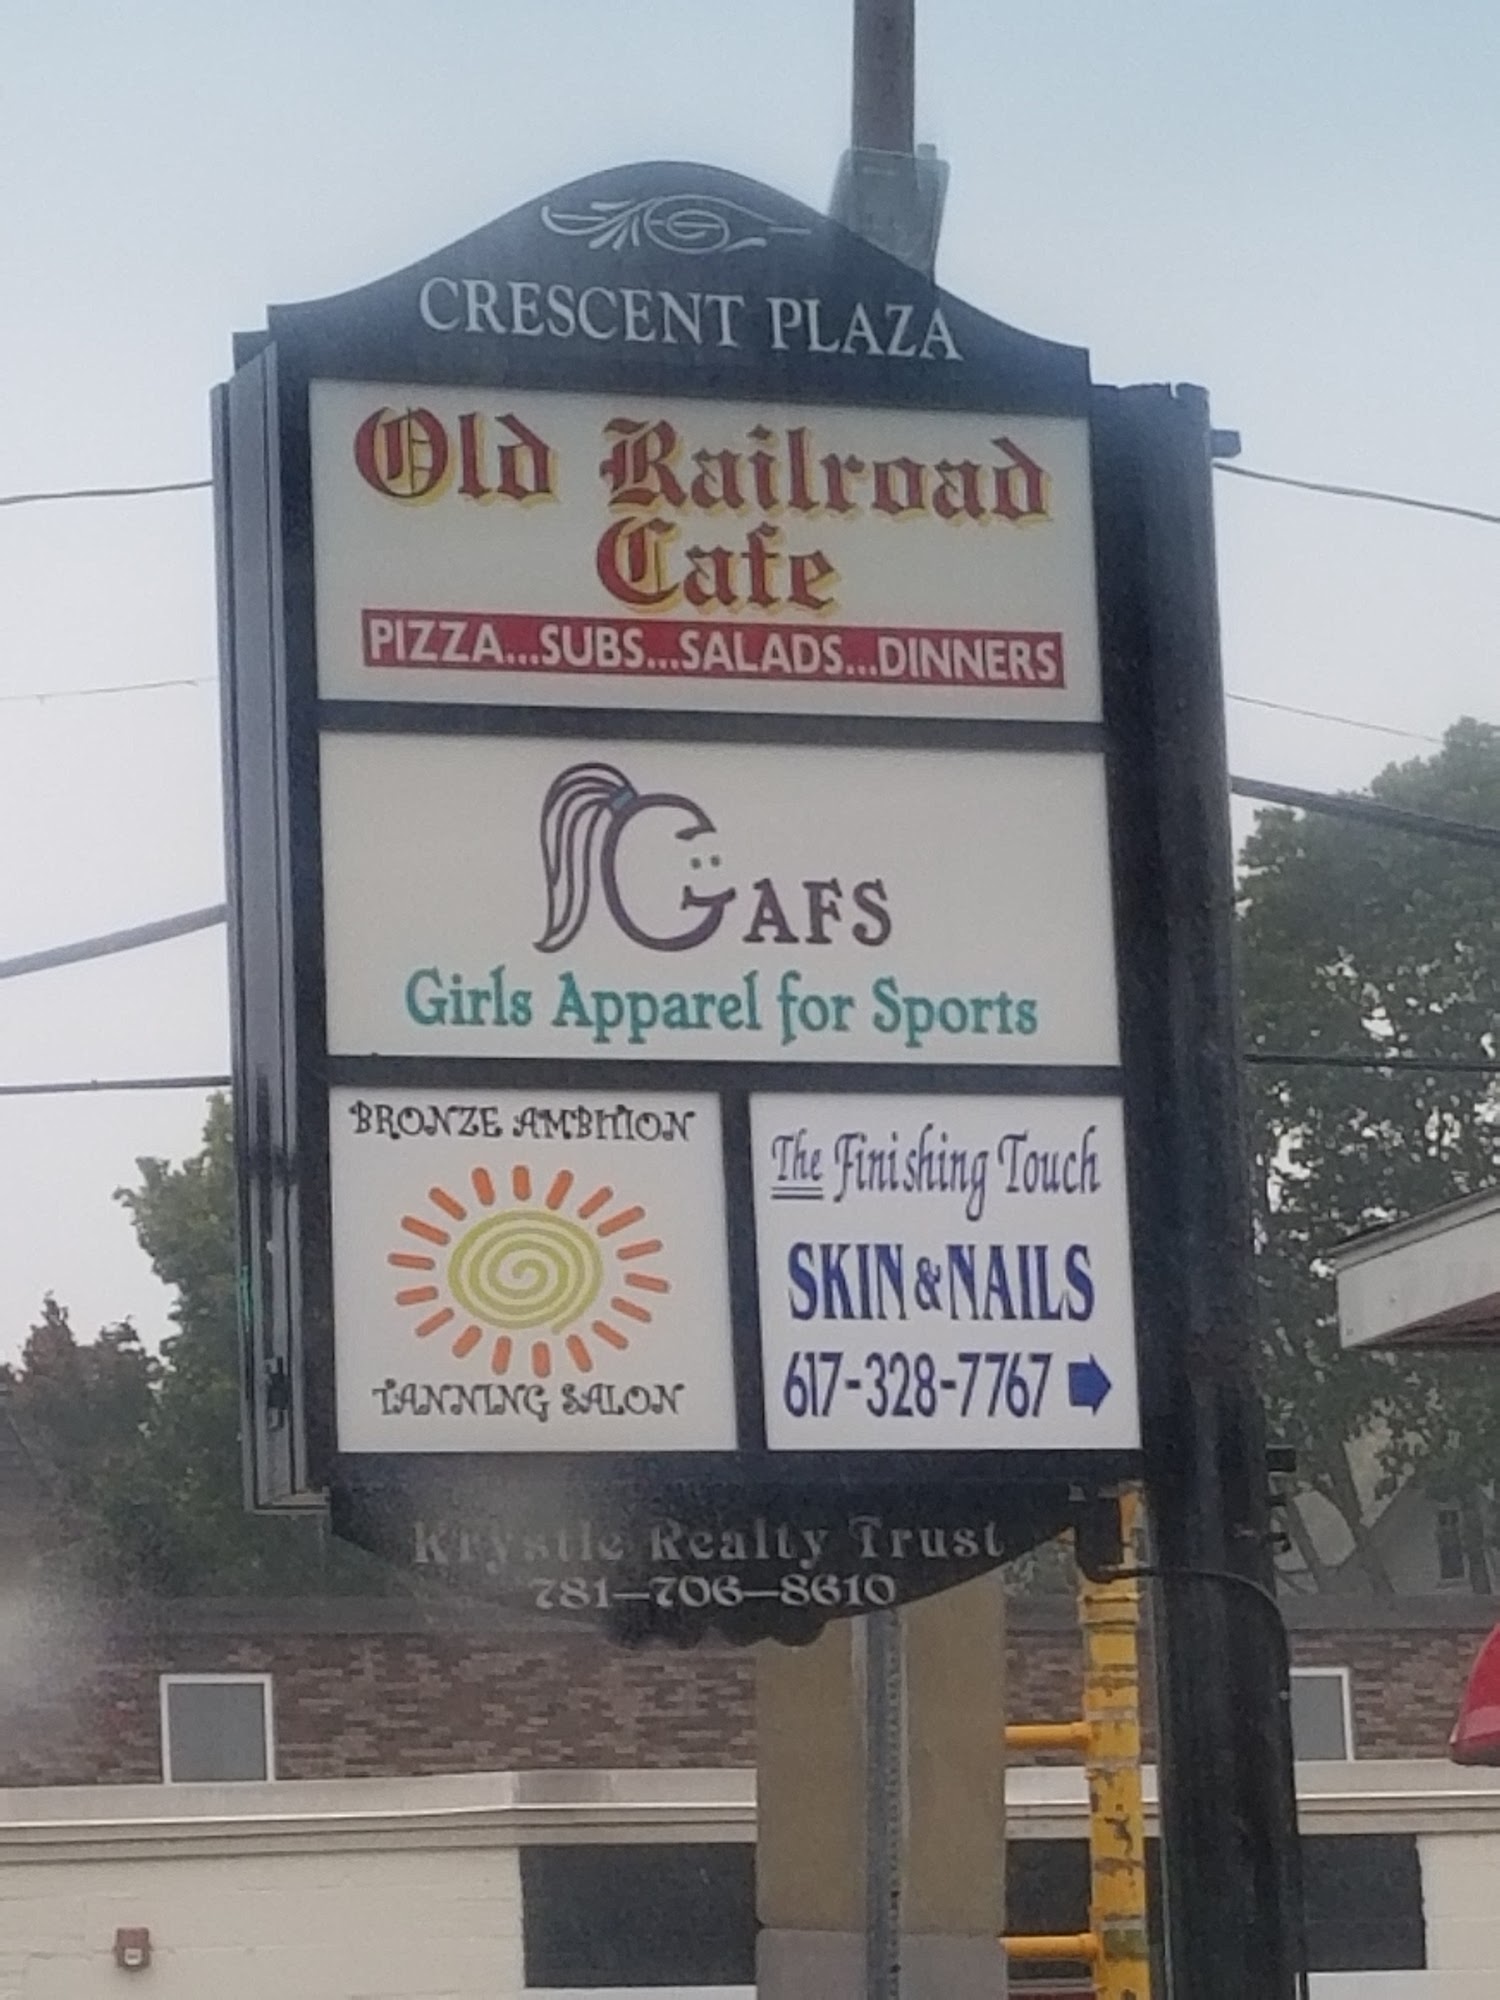 CRESCENT PLAZA
Old Railroad
Cafe
PIZZA...SUBS...SALADS...DINNERS
GAFS
Girls Apparel for Sports
BRONZE AMBITION
TANNING SALON
The Finishing Touch
SKIN & NAILS
617-328-7767
Krystle Realty Trust
781-706-8610